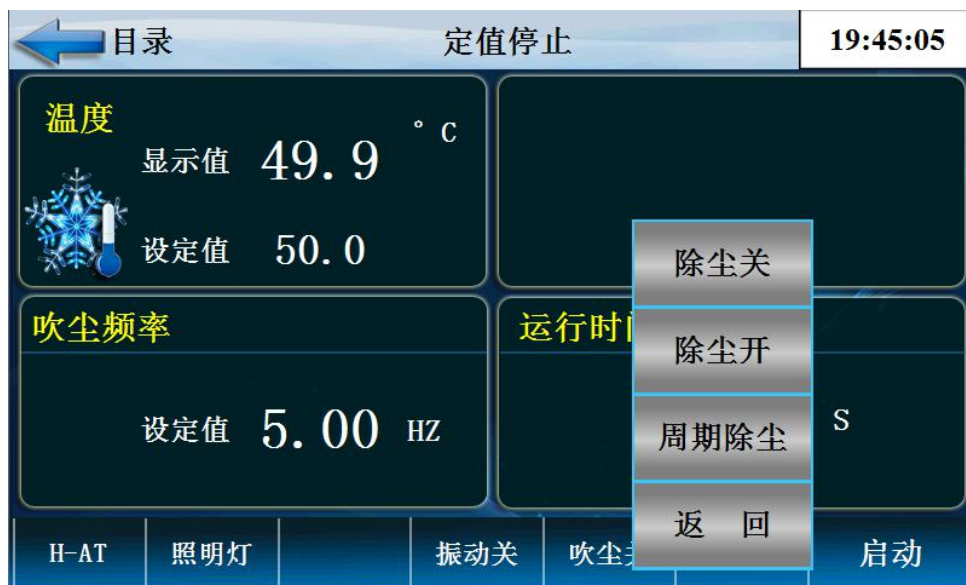 目录
定值停止
19:45:05
温度
° C
显示值 49.9
设定值 50.0
吹尘频率
设定值 5.00 HZ
运行时
S
除尘关
除尘开
周期除尘
返 回
H-AT
照明灯
振动关
吹尘
启动